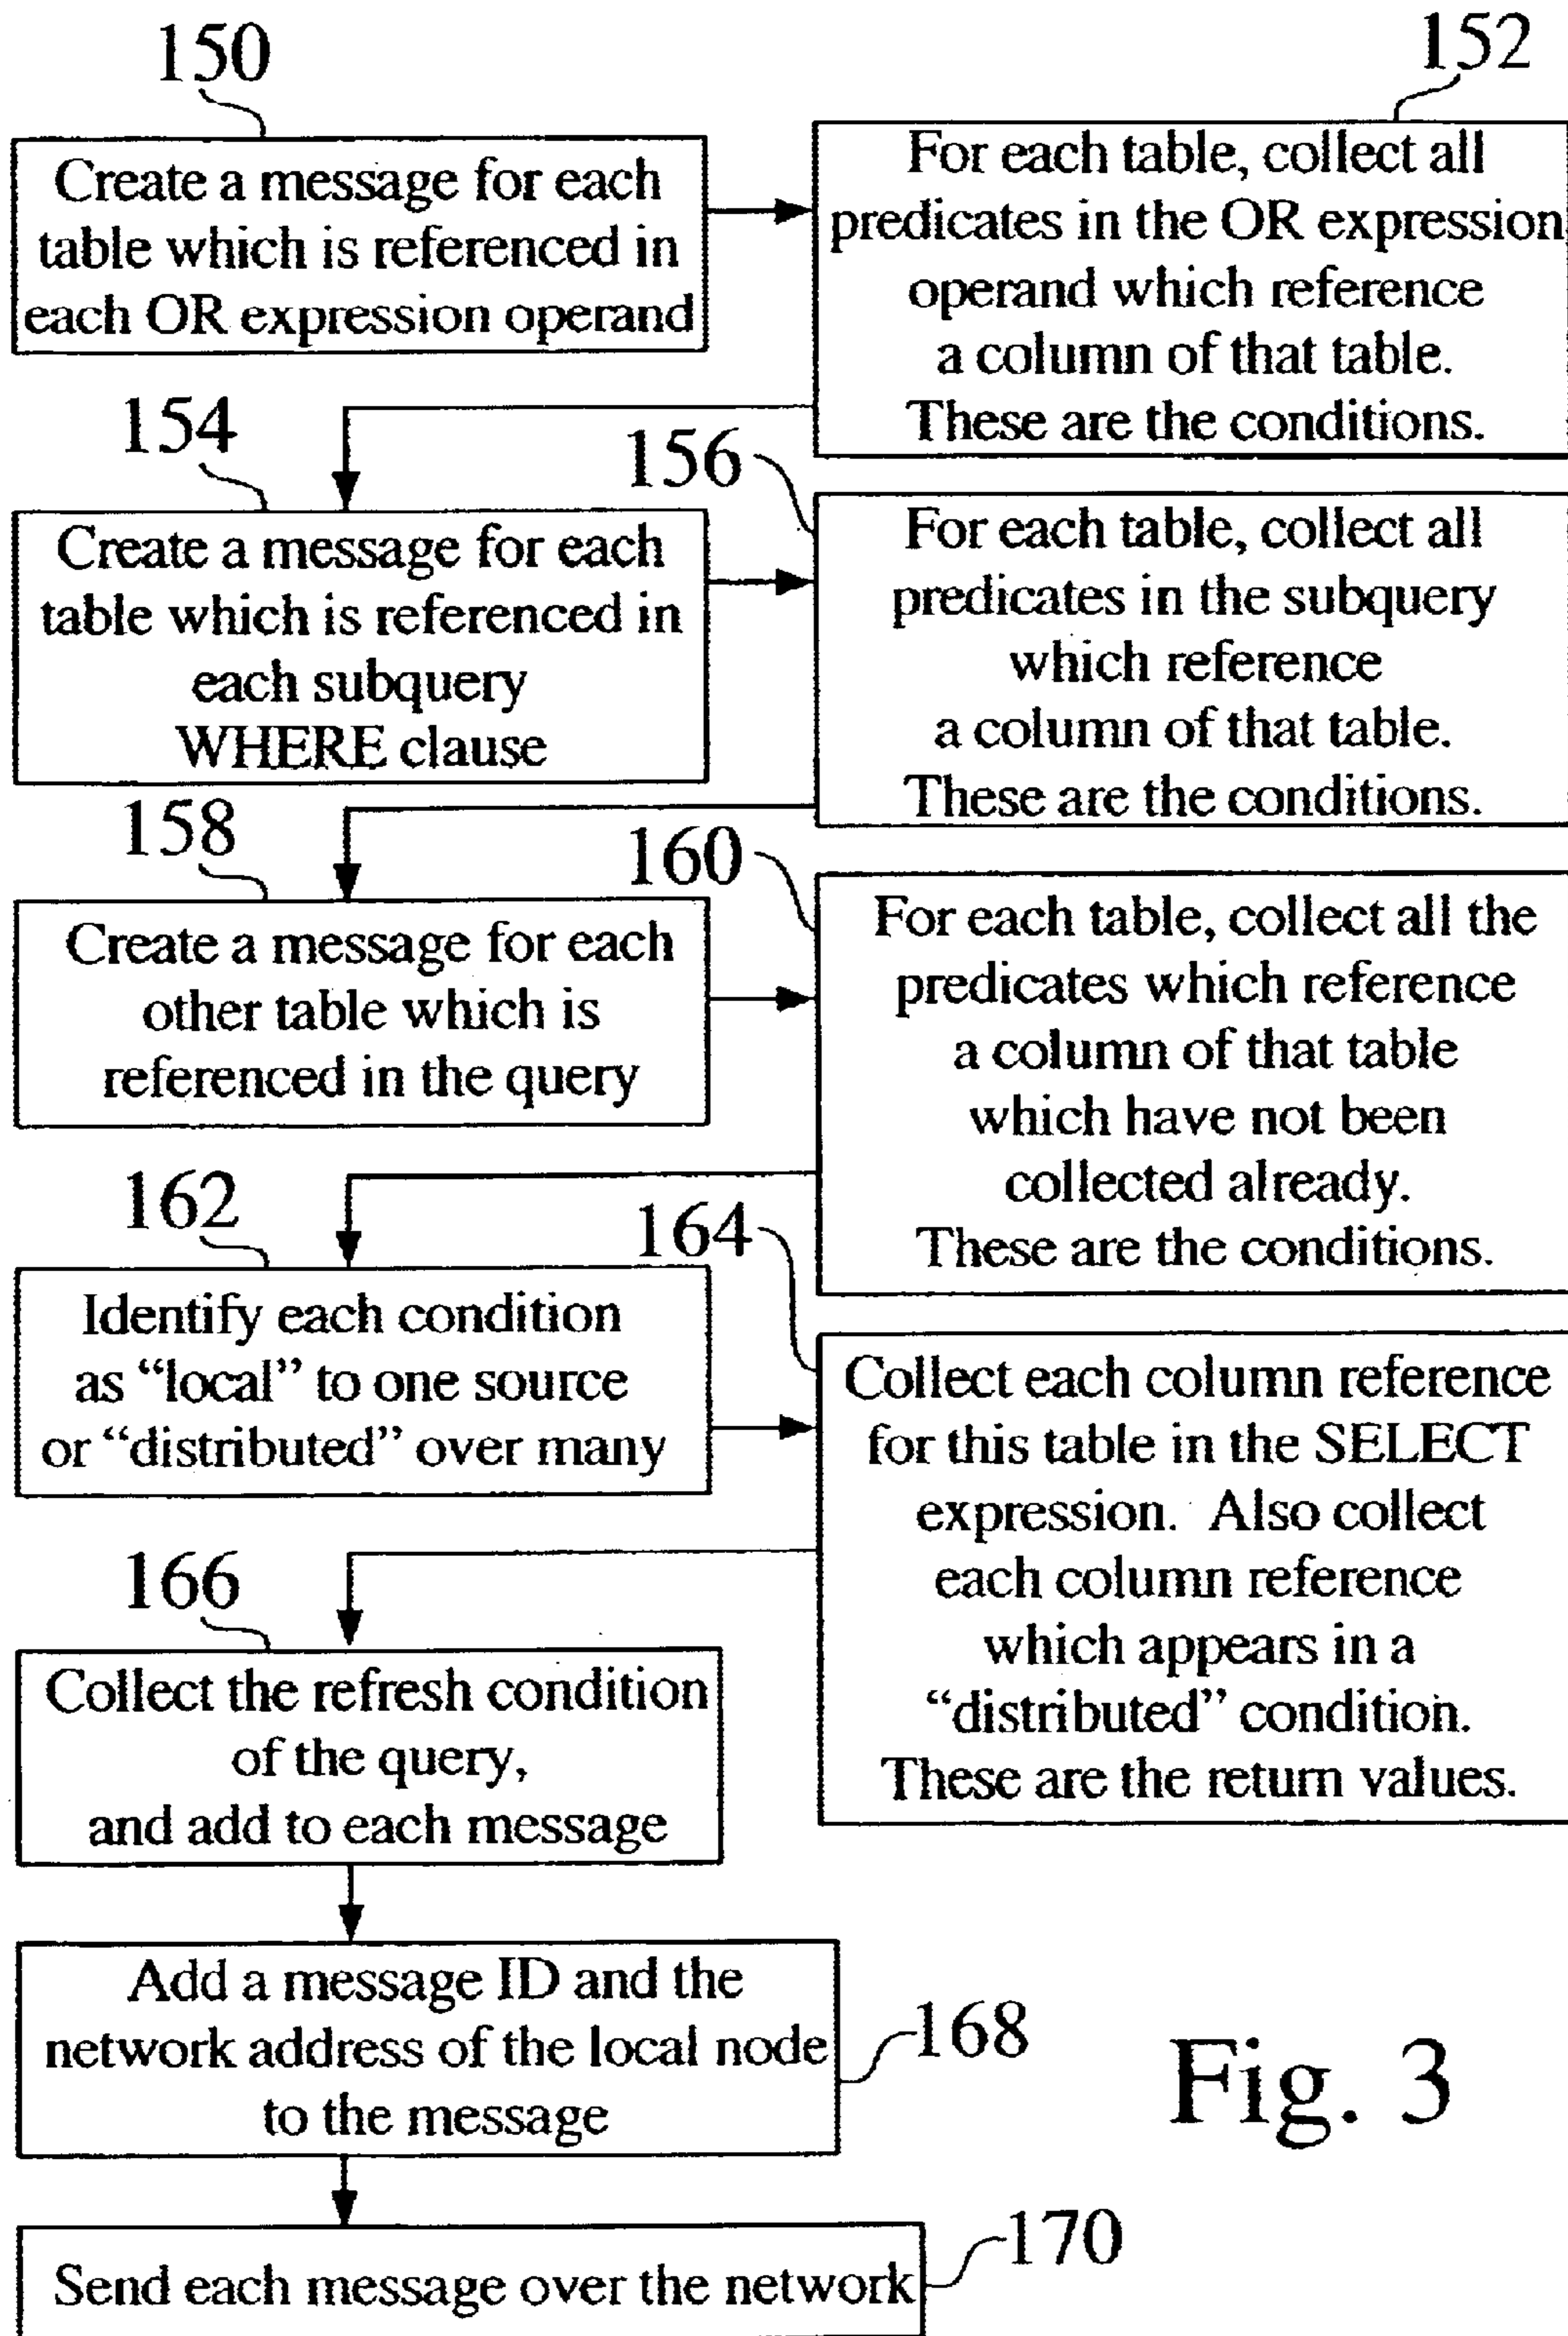 150
Create a message for each
table which is referenced in
each OR expression operand
152
For each table, collect all
predicates in the OR expression
operand which reference
a column of that table.
These are the conditions.
154
Create a message for each
table which is referenced in
each subquery
WHERE clause
156
For each table, collect all
predicates in the subquery
which reference
a column of that table.
These are the conditions.
158
Create a message for each
other table which is
referenced in the query
160
For each table, collect all the
predicates which reference
a column of that table
which have not been
collected already.
These are the conditions.
162
Identify each condition
as “local” to one source
or “distributed” over many
164
Collect each column reference
for this table in the SELECT
expression. Also collect
each column reference
which appears in a
“distributed” condition.
These are the return values.
166
Collect the refresh condition
of the query,
and add to each message
Add a message ID and the
network address of the local node
to the message
168
Send each message over the network
170
Fig. 3